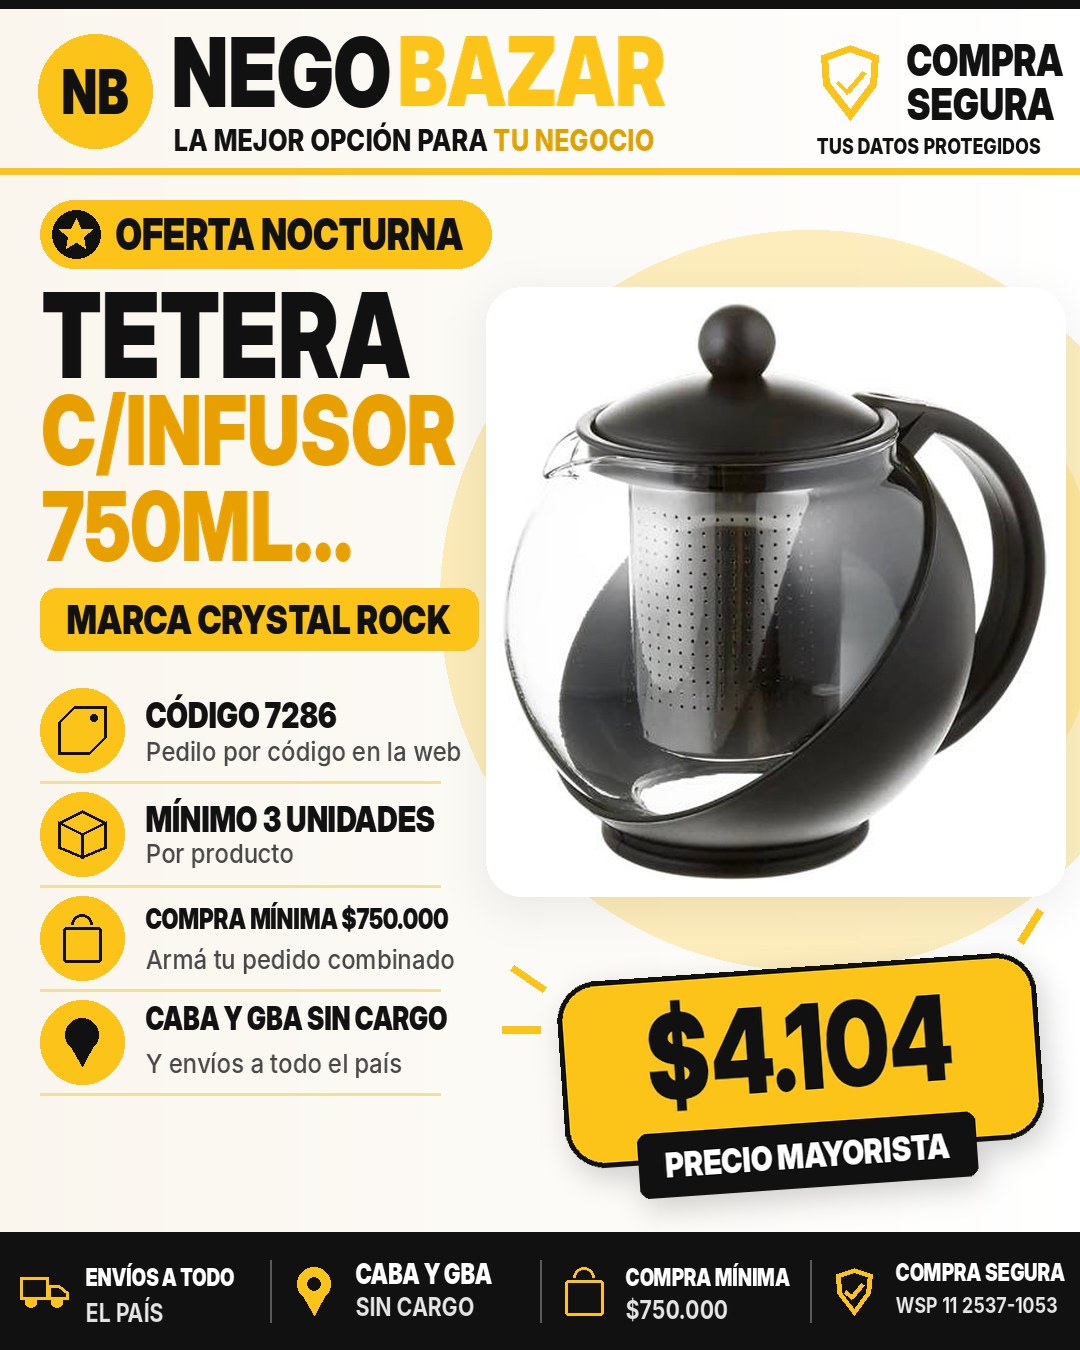 NB
NEGOBAZAR
LA MEJOR OPCIÓN PARA TU NEGOCIO
COMPRA
SEGURA
TUS DATOS PROTEGIDOS
OFERTA NOCTURNA
TETERA
C/INFUSOR
750ML...
MARCA CRYSTAL ROCK
CÓDIGO 7286
Pedilo por código en la web
MÍNIMO 3 UNIDADES
Por producto
COMPRA MÍNIMA $750.000
Armá tu pedido combinado
CABA Y GBA SIN CARGO
Y envíos a todo el país
$4.104
PRECIO MAYORISTA
ENVÍOS A TODO
EL PAÍS
CABA Y GBA
SIN CARGO
COMPRA MÍNIMA
$750.000
COMPRA SEGURA
WSP 11 2537-1053